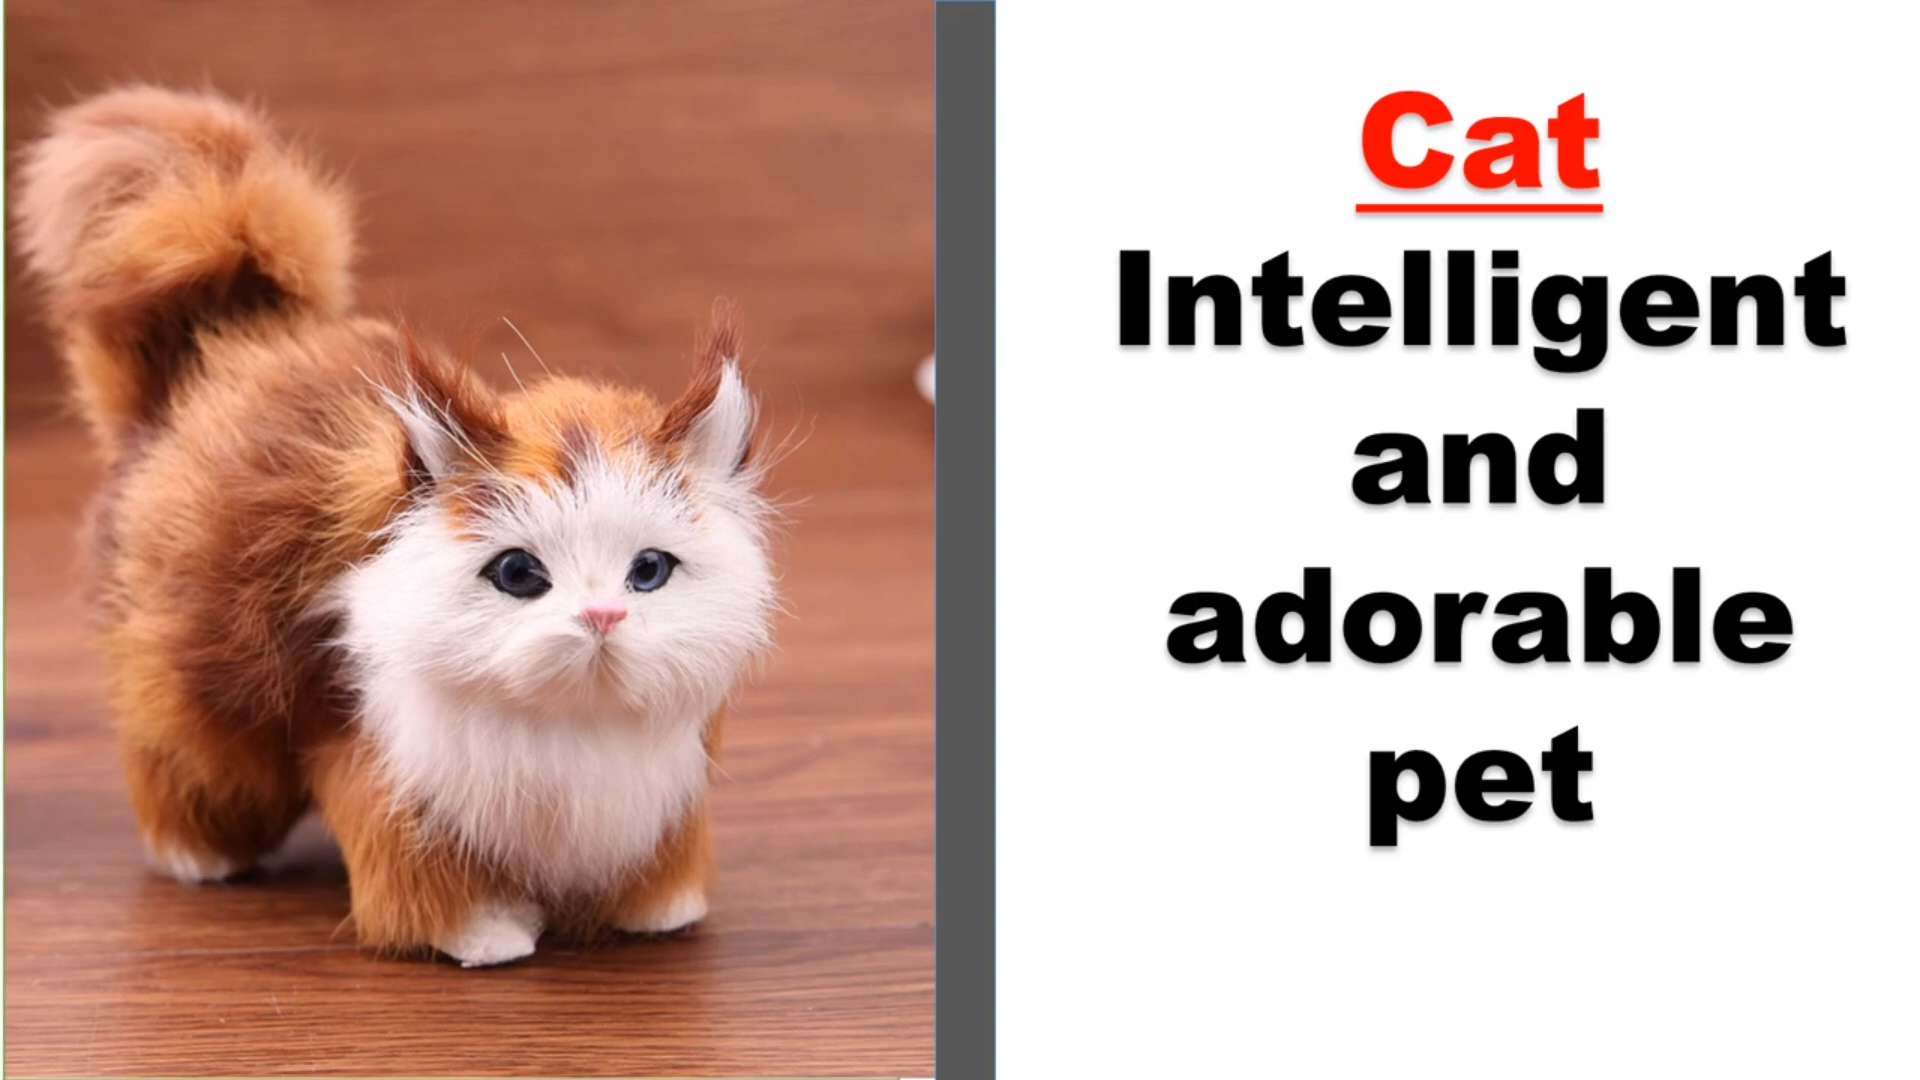 Cat
Intelligent
and
adorable
pet